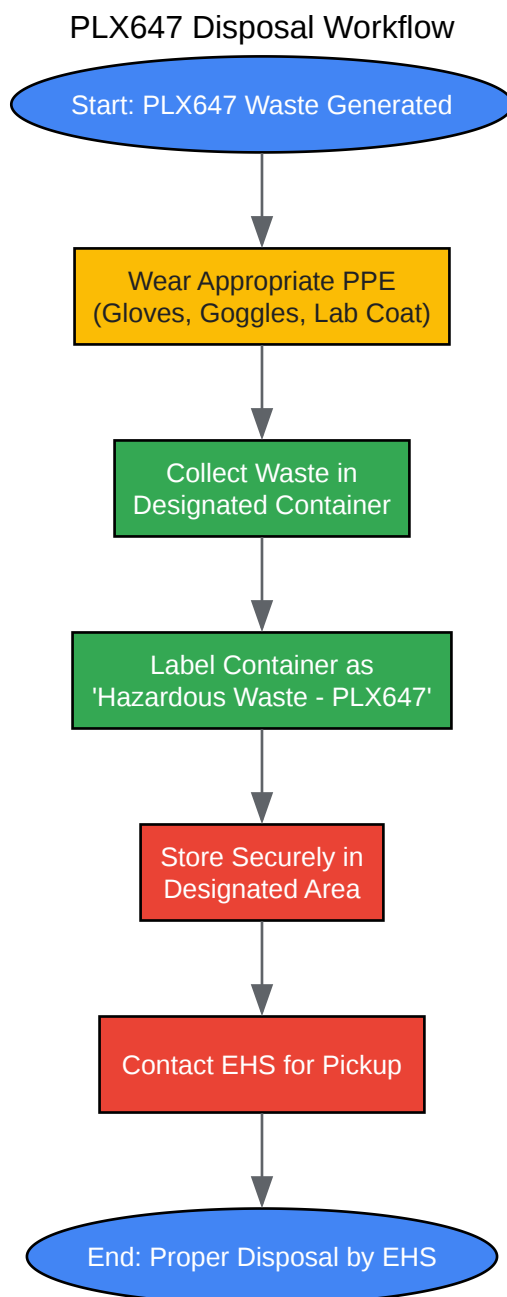 PLX647 Disposal Workflow
Start: PLX647 Waste Generated
Wear Appropriate PPE
(Gloves, Goggles, Lab Coat)
Collect Waste in
Designated Container
Label Container as
'Hazardous Waste - PLX647'
Store Securely in
Designated Area
Contact EHS for Pickup
End: Proper Disposal by EHS